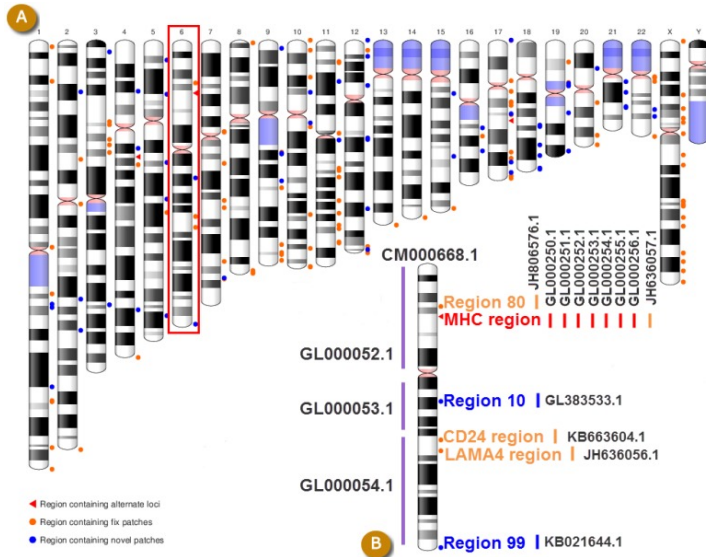 A
1 2 3 4 5 6 7 8 9 10 11 12 13 14 15 16 17 18 19 20 21 22 X Y
CM000668.1
JH806576.1
GL000250.1
GL000251.1
GL000252.1
GL000253.1
GL000254.1
GL000255.1
GL000256.1
JH636057.1
Region 80
MHC region
GL000052.1
Region 10 GL383533.1
GL000053.1
CD24 region KB663604.1
LAMA4 region JH636056.1
GL000054.1
Region containing alternate loci
Region containing fix patches
Region containing novel patches
B
Region 99 KB021644.1